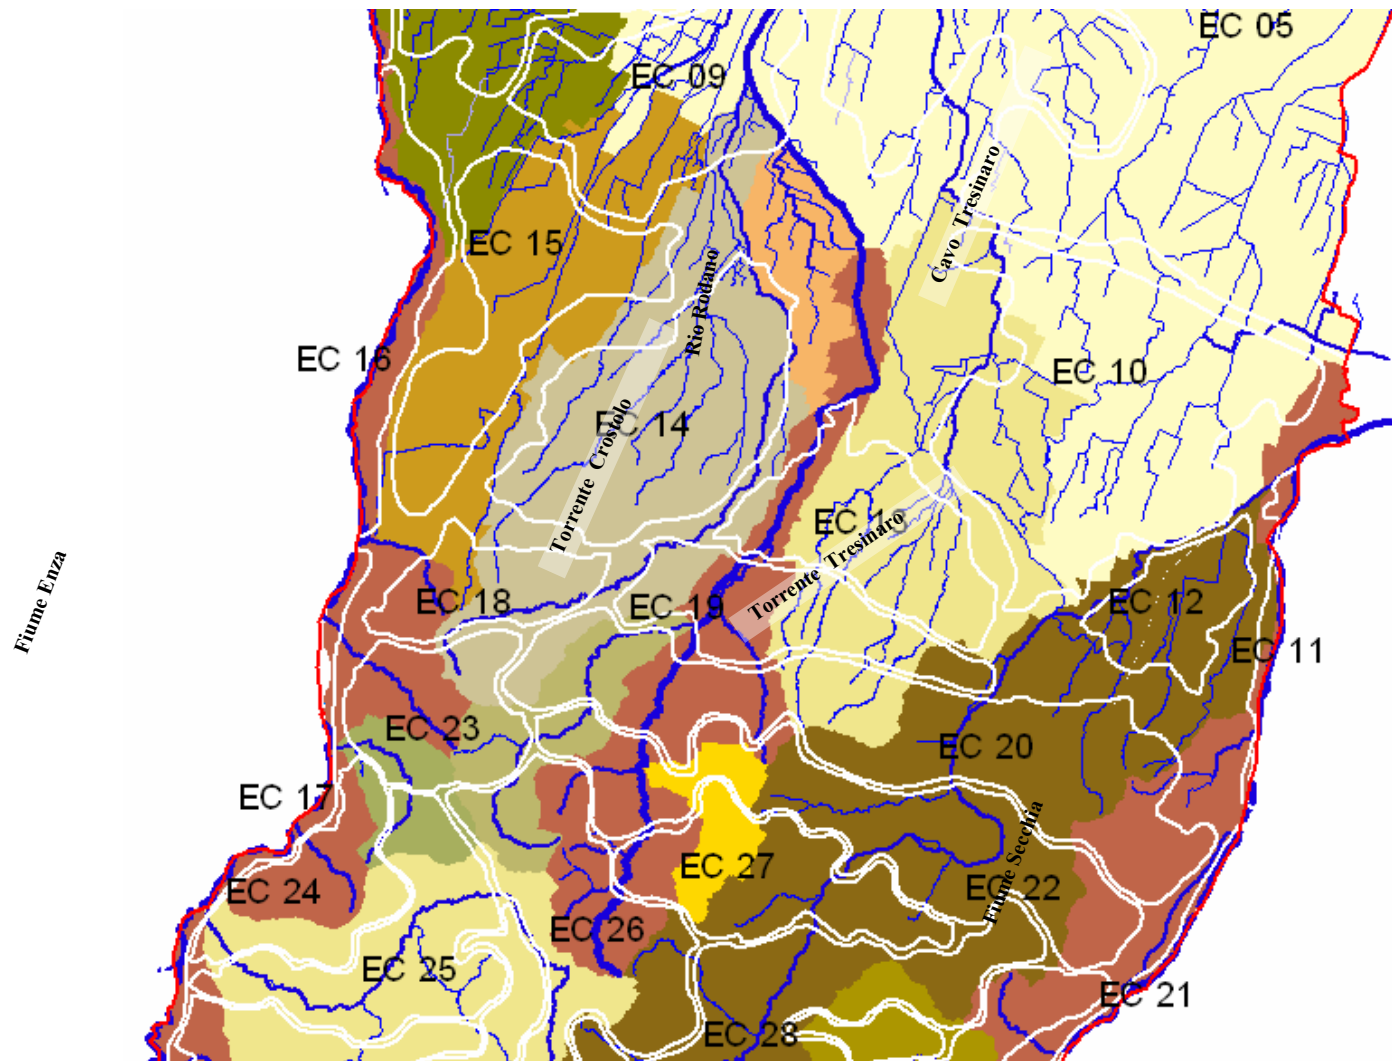 EC 05
EC 09
Cavo Tresinaro
EC 15
Rio Rodano
EC 16
EC 10
EC 14
Torrente Crostolo
EC 13
Torrente Tresinaro
Fiume Enza
EC 18
EC 19
EC 12
EC 11
EC 23
EC 20
EC 17
Fiume Secchia
EC 27
EC 24
EC 22
EC 26
EC 25
EC 21
EC 28